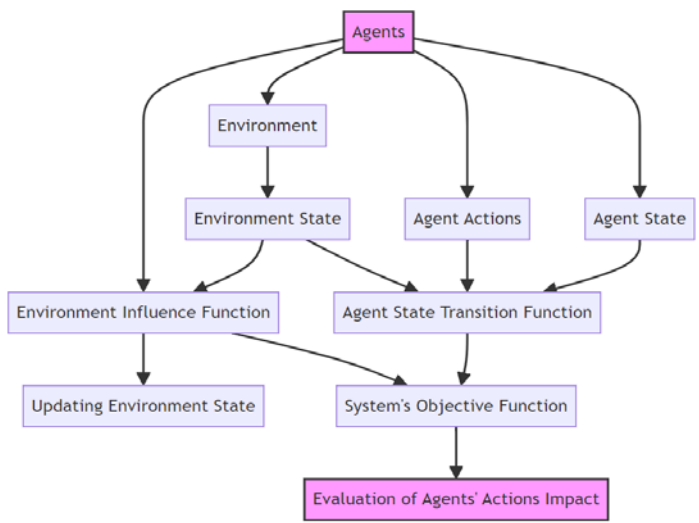 Agents
Environment
Environment State
Agent Actions
Agent State
Environment Influence Function
Agent State Transition Function
Updating Environment State
System's Objective Function
Evaluation of Agents' Actions Impact